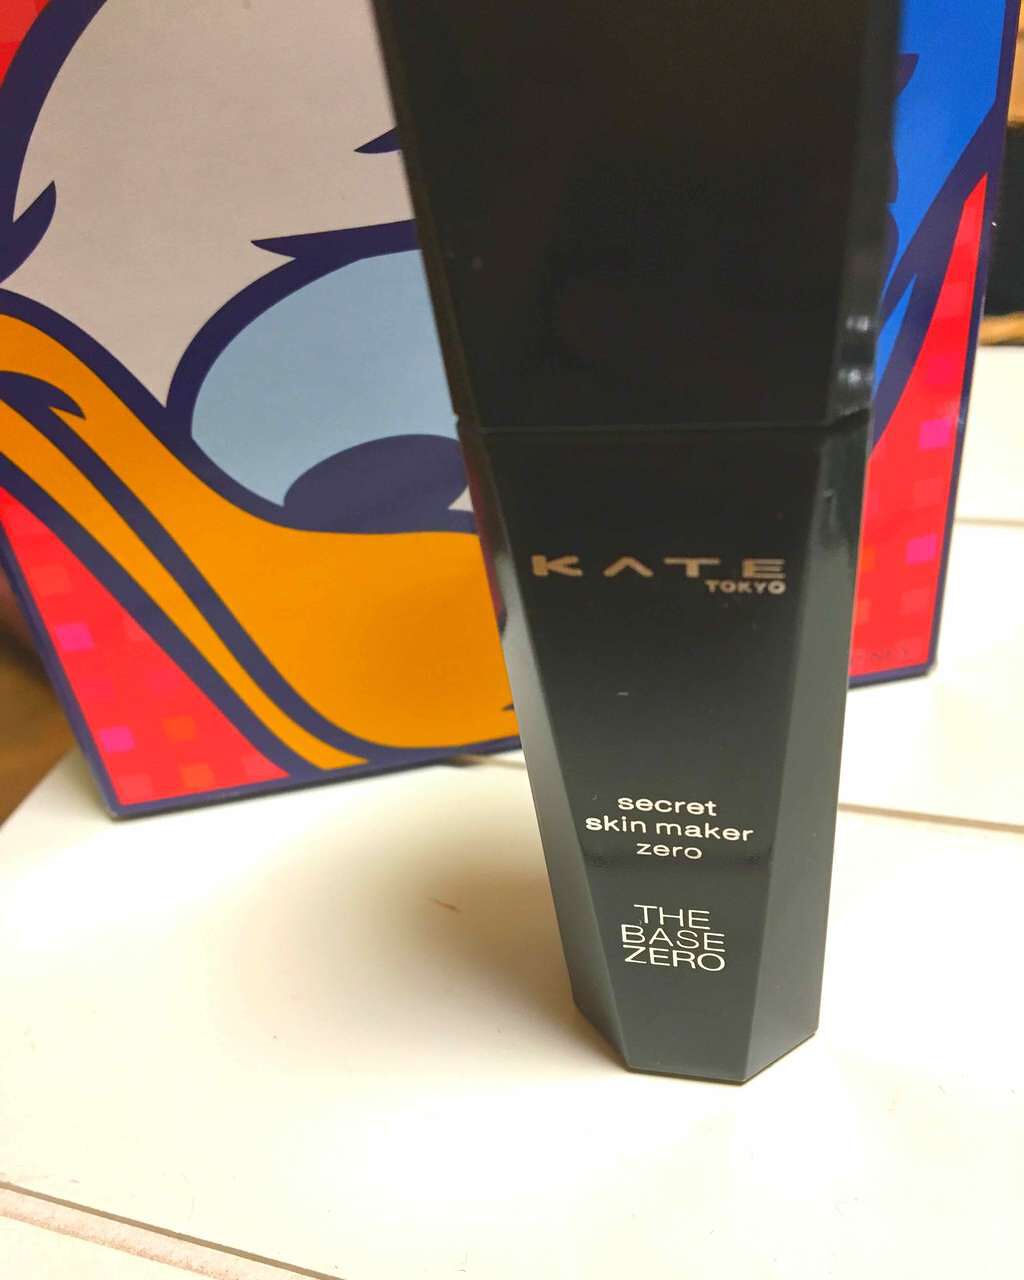 KATE
TOKYO
secret
skin maker
zero
THE
BASE
ZERO